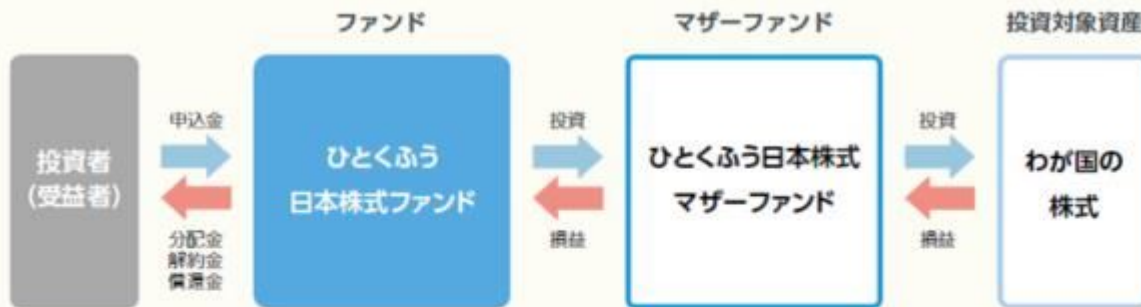 ファンド
マザーファンド
投資対象資産
投資者
(受益者)
申込金
分配金
解約金
償還金
ひとくふう
日本株式ファンド
投資
損益
ひとくふう日本株式
マザーファンド
投資
損益
わが国の
株式